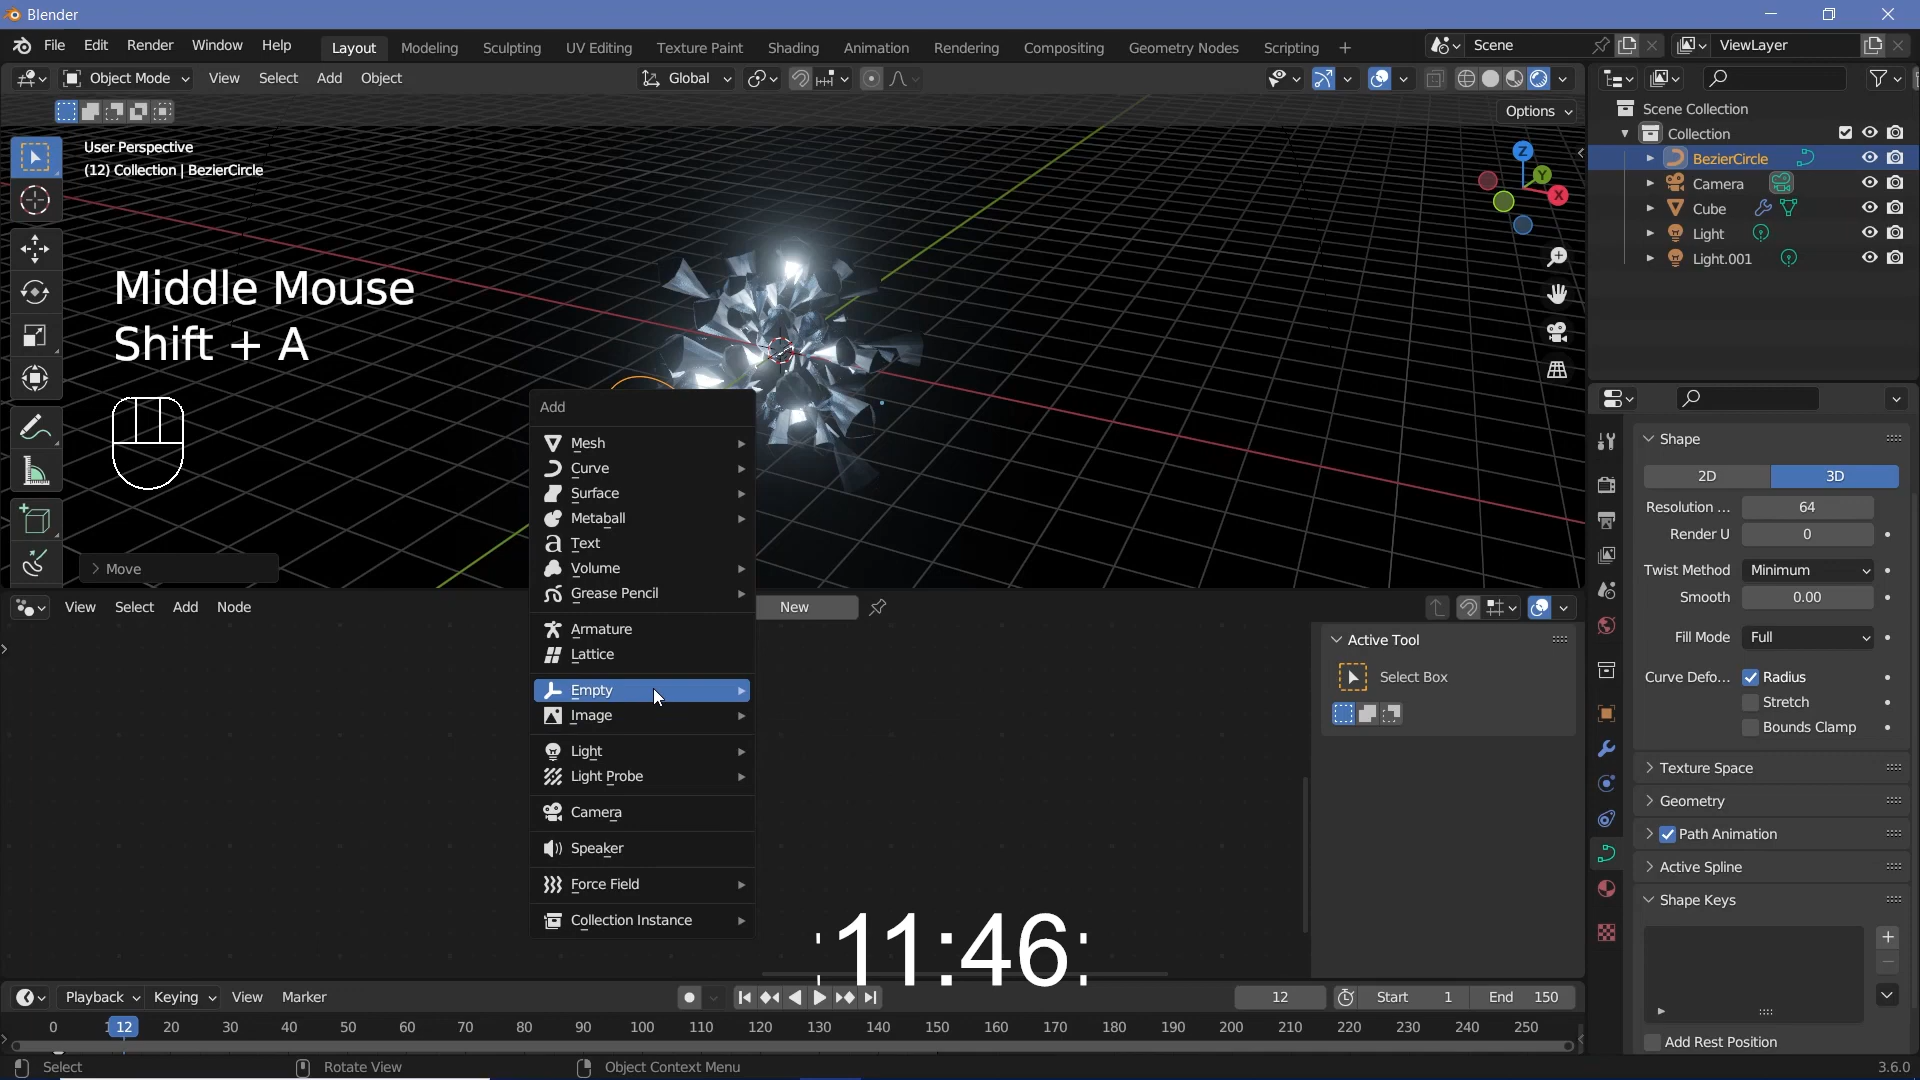 Blender
File Edit Render Window Help Layout Modeling Sculpting UV Editing Texture Paint Shading Animation Rendering Compositing Geometry Nodes Scripting + Scene ViewLayer
Object Mode View Select Add Object Global
Options
User Perspective
(12) Collection | BezierCircle
Z
Y
X
Middle Mouse
Shift + A
> Move
Scene Collection
Collection
BezierCircle
Camera
Cube
Light
Light.001
Add
Mesh
Curve
Surface
Metaball
Text
Volume
Grease Pencil
Armature
Lattice
Empty
Image
Light
Light Probe
Camera
Speaker
Force Field
Collection Instance
View Select Add Node New
Active Tool
Select Box
Shape
2D 3D
Resolution ... 64
Render U 0
Twist Method Minimum
Smooth 0.00
Fill Mode Full
Curve Defo... Radius
Stretch
Bounds Clamp
Texture Space
Geometry
Path Animation
Active Spline
Shape Keys
Add Rest Position
:11:46:
Playback Keying View Marker 12 Start 1 End 150
0 12 20 30 40 50 60 70 80 90 100 110 120 130 140 150 160 170 180 190 200 210 220 230 240 250
Select Rotate View Object Context Menu 3.6.0